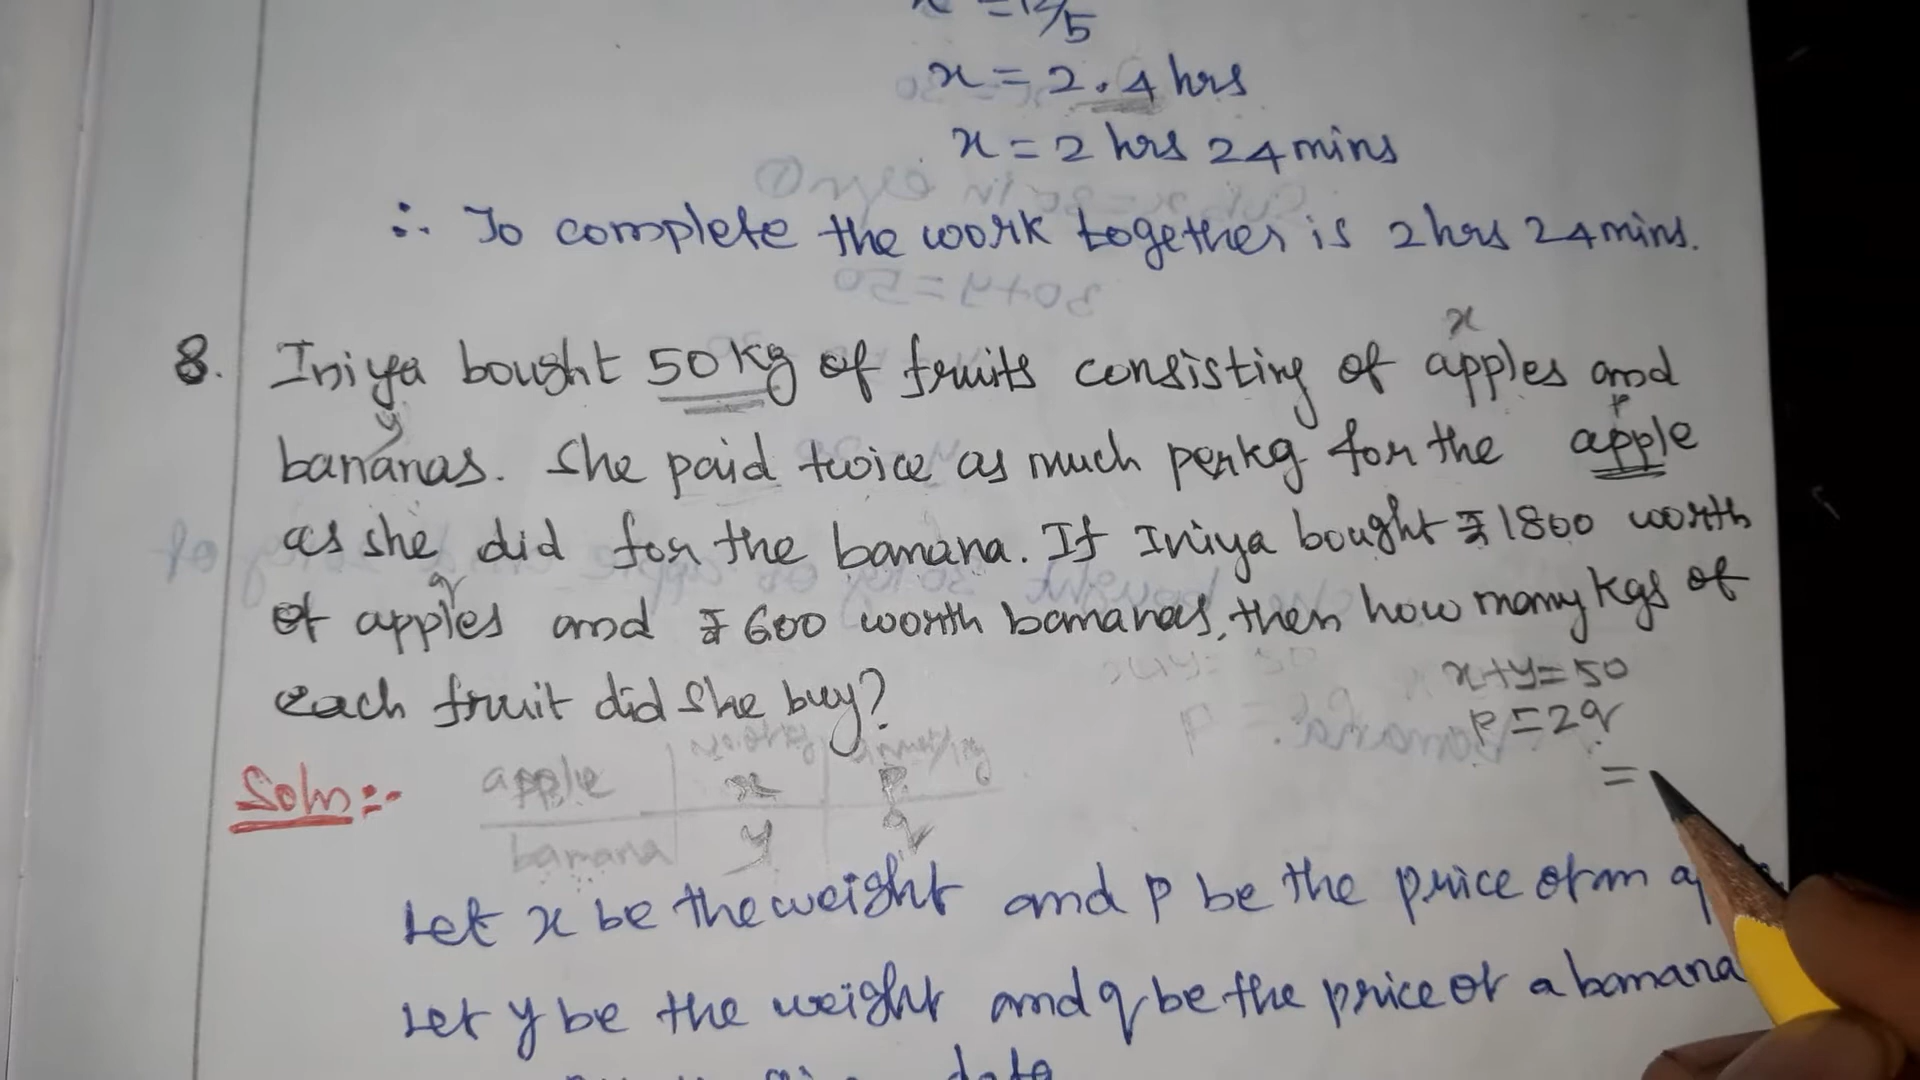 x = 12/5
x = 2.4 hrs
x = 2 hrs 24 mins
∴ To complete the work together is 2 hrs 24 mins.
x
8. Iniya bought 50 kg of fruits consisting of apples and
y p
bananas. She paid twice as much per kg for the apple
as she did for the banana. If Iniya bought ₹ 1800 worth
q
of apples and ₹ 600 worth bananas, then how many kgs of
each fruit did she buy?
x+y=50
p=2q
=
Soln:-
apple x p
banana y q
Let x be the weight and p be the price of an
Let y be the weight and q be the price of a banana
data